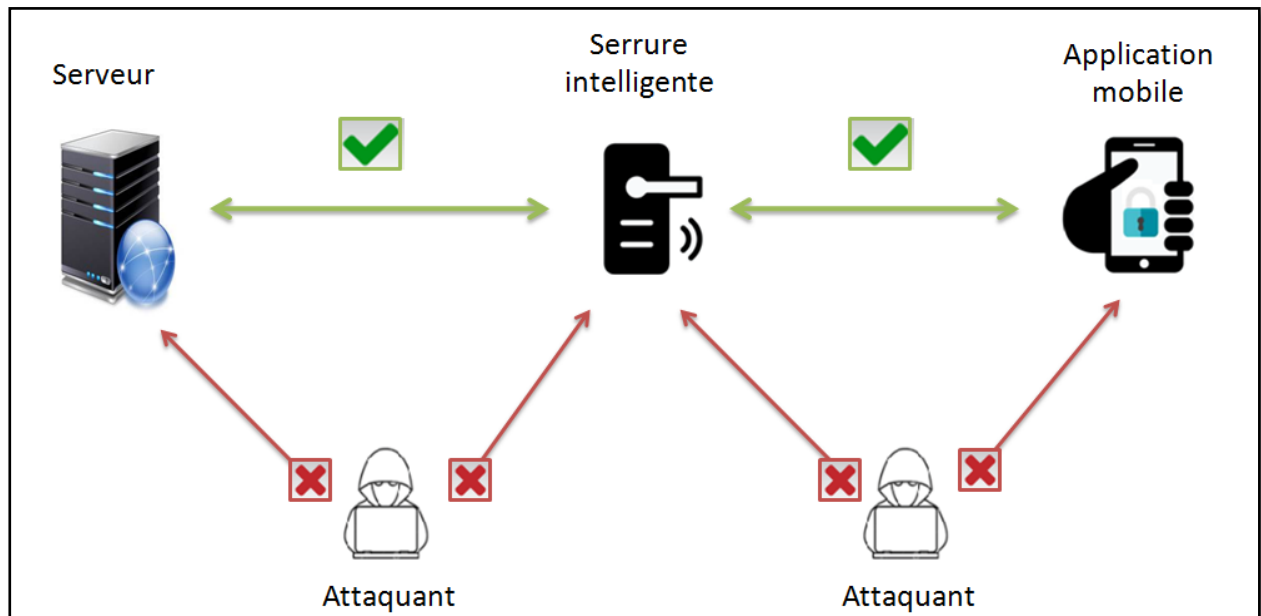 Serveur
Serrure
intelligente
Application
mobile
Attaquant
Attaquant